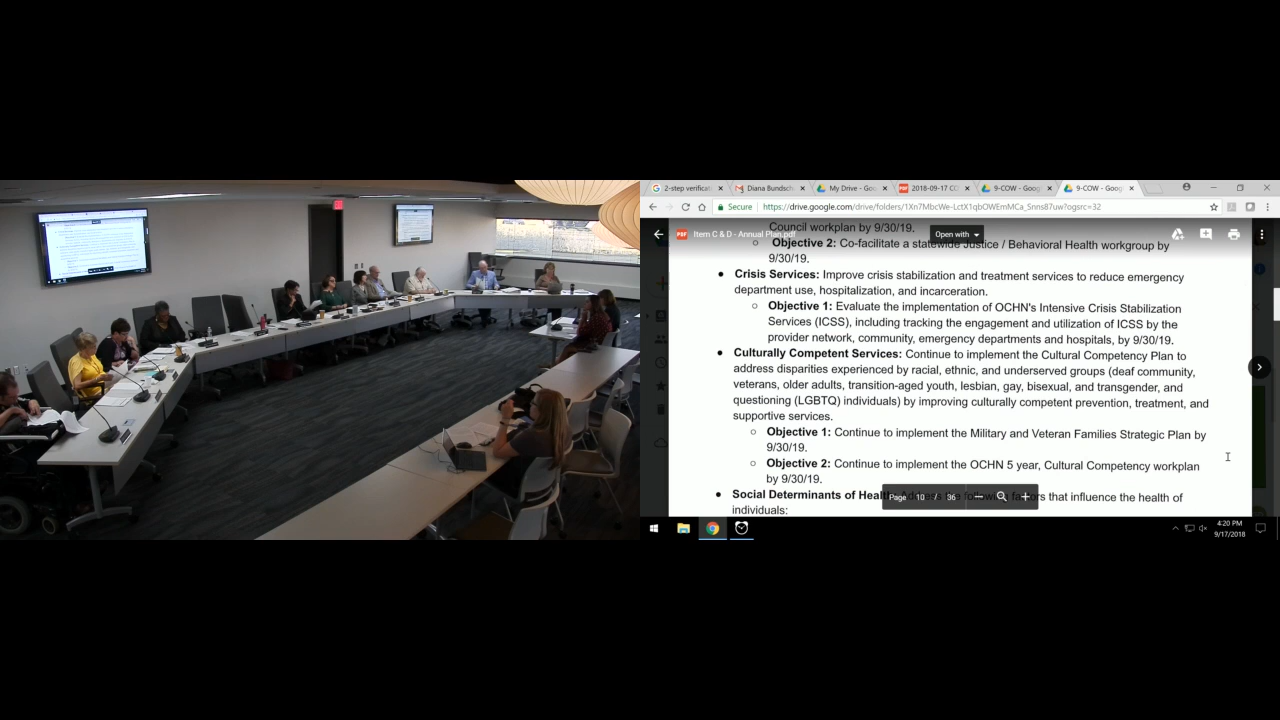 2-step verificat
Diana Bundsch
My Drive - Goo
2018-09-17 CO
9-COW - Goog
9-COW - Goog
Secure
https://drive.google.com/drive/folders/1Xn7MbcWe-LctX1qbOWEmMCa_Snns87uw?ogsrc=32
PDF
Item C & D - Annual Plan.pdf
Open with
Council workplan by 9/30/19.
Objective 2: Co-facilitate a statewide Justice / Behavioral Health workgroup by
9/30/19.
Crisis Services: Improve crisis stabilization and treatment services to reduce emergency
department use, hospitalization, and incarceration.
Objective 1: Evaluate the implementation of OCHN's Intensive Crisis Stabilization
Services (ICSS), including tracking the engagement and utilization of ICSS by the
provider network, community, emergency departments and hospitals, by 9/30/19.
Culturally Competent Services: Continue to implement the Cultural Competency Plan to
address disparities experienced by racial, ethnic, and underserved groups (deaf community,
veterans, older adults, transition-aged youth, lesbian, gay, bisexual, and transgender, and
questioning (LGBTQ) individuals) by improving culturally competent prevention, treatment, and
supportive services.
Objective 1: Continue to implement the Military and Veteran Families Strategic Plan by
9/30/19.
Objective 2: Continue to implement the OCHN 5 year, Cultural Competency workplan
by 9/30/19.
Social Determinants of Health that influence the health of
individuals:
Page 10 / 36
4:20 PM
9/17/2018